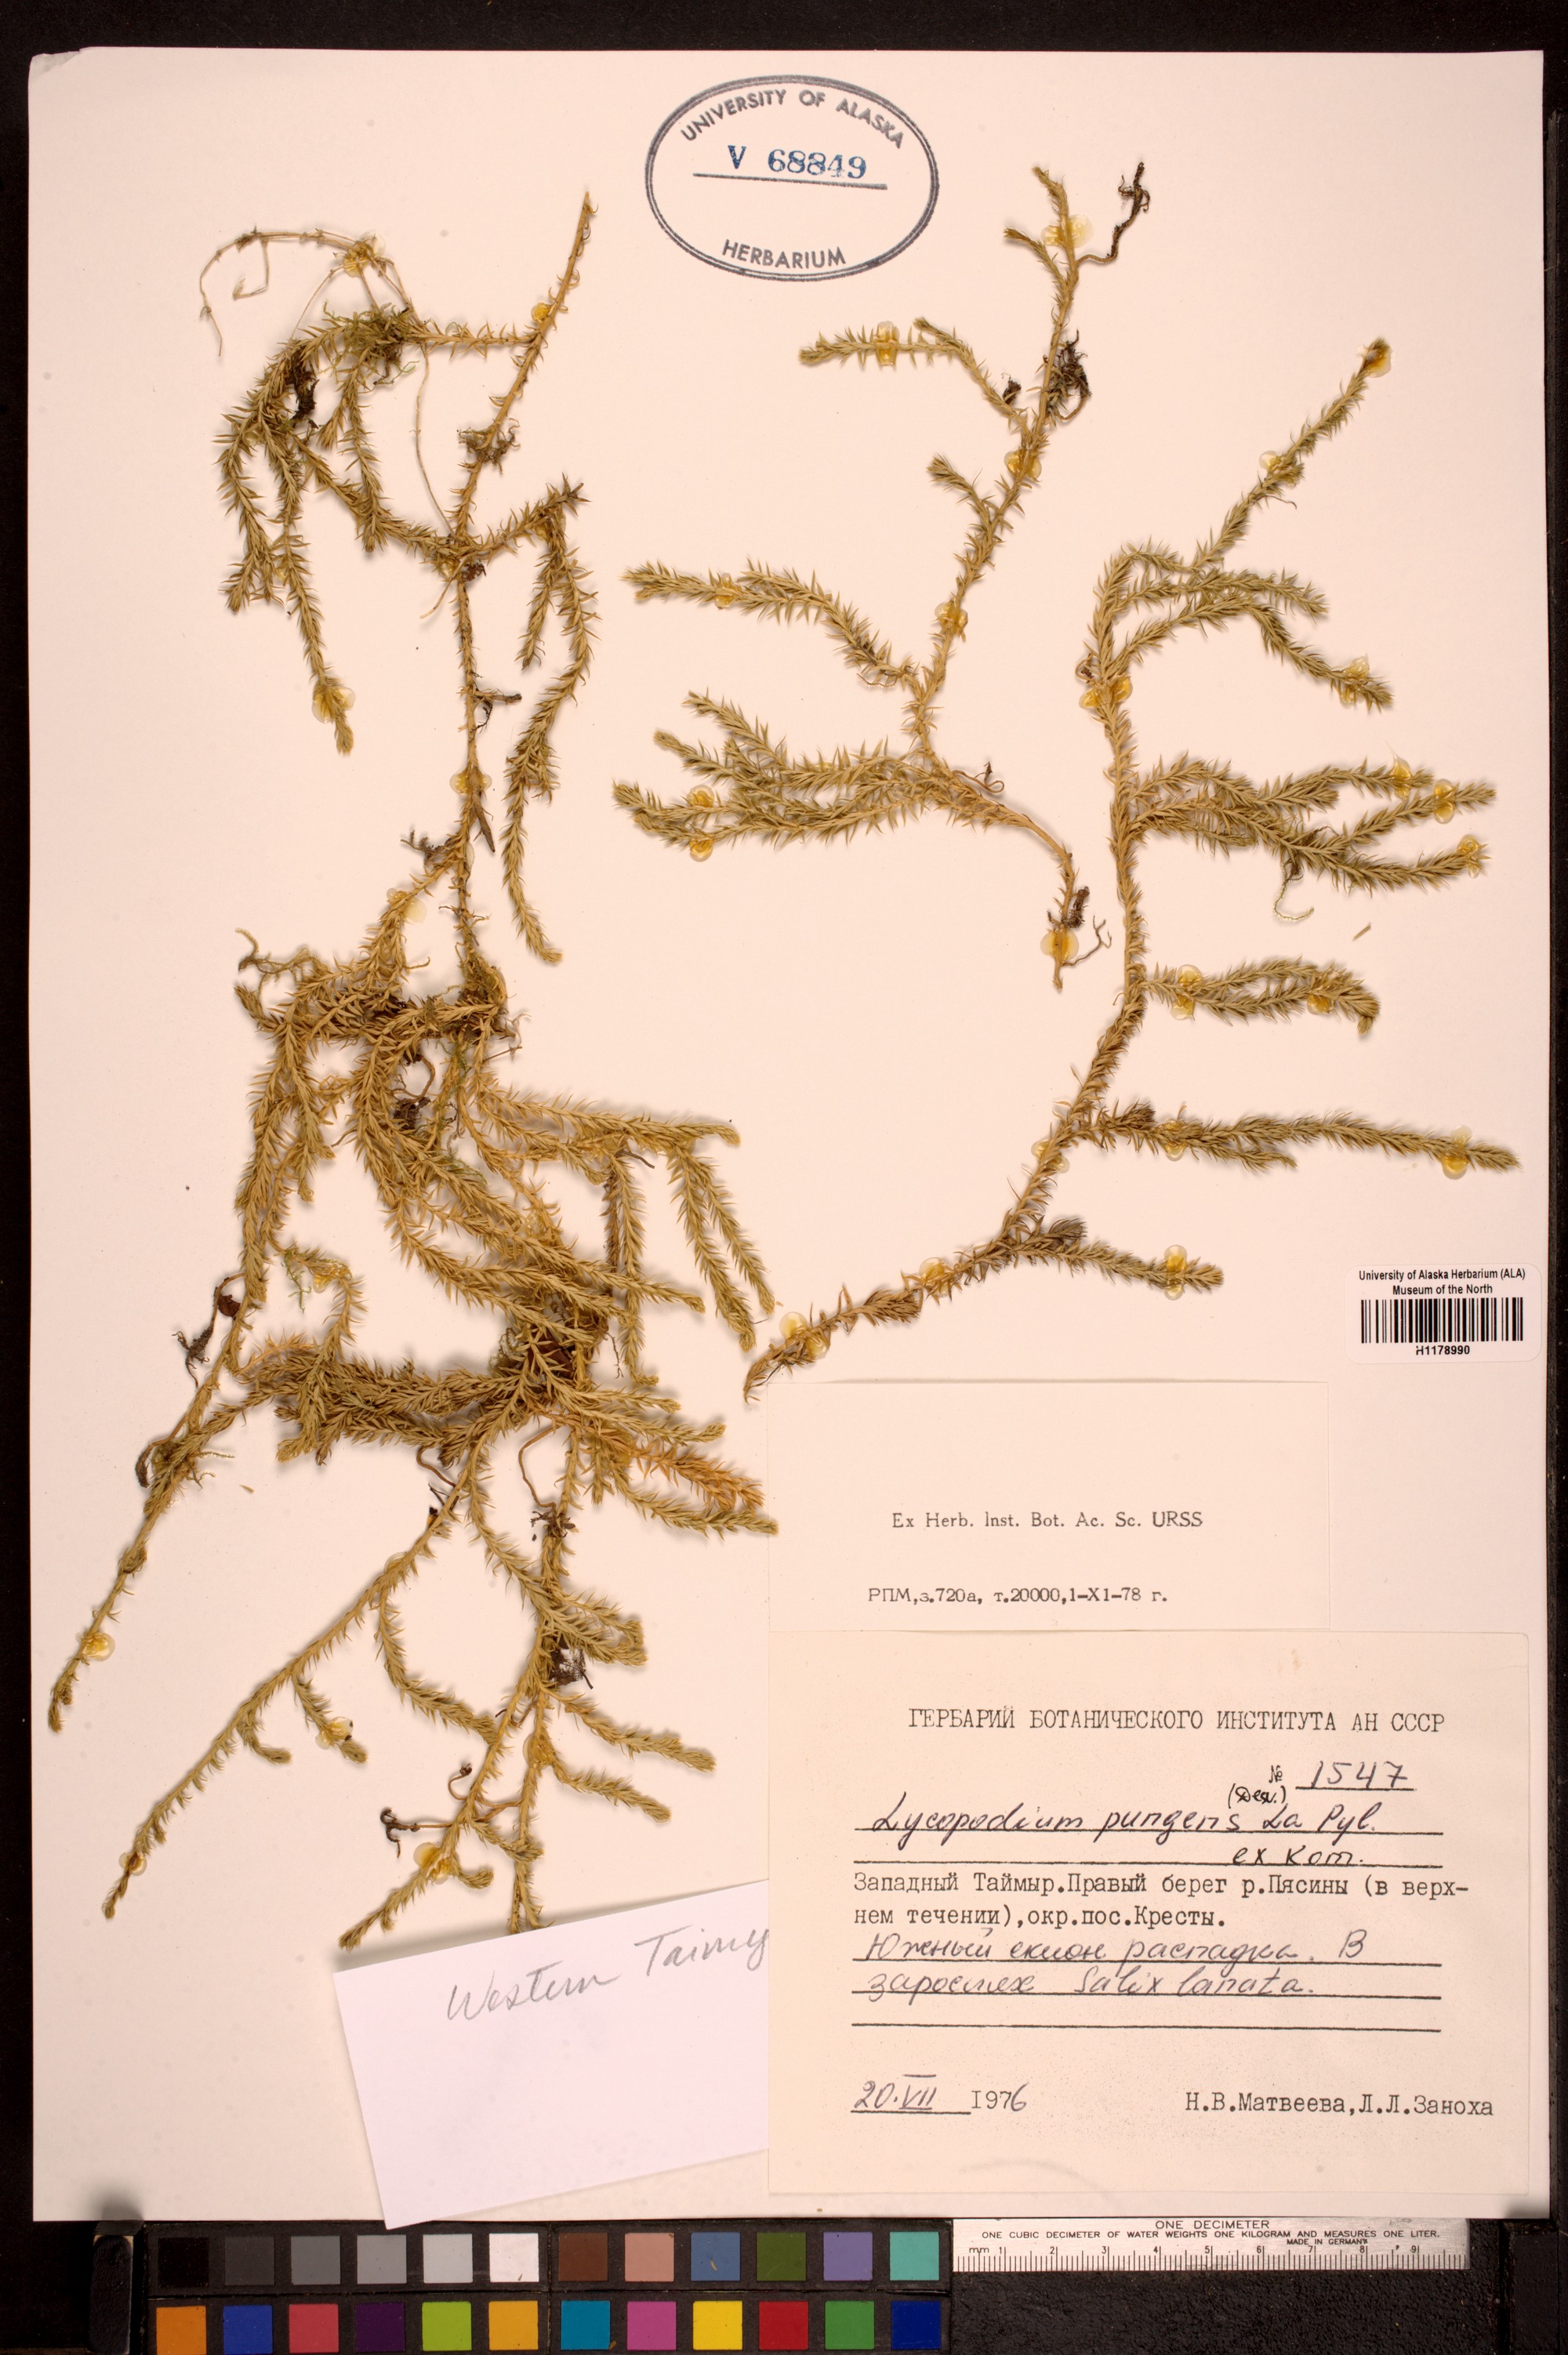 UNIVERSITY OF ALASKA
V 68849
HERBARIUM
University of Alaska Herbarium (ALA)
Museum of the North
H1178990
Ex Herb. Inst. Bot. Ac. Sc. URSS
РПМ,з.720а, т.20000,1-XI-78 г.
ГЕРБАРИЙ БОТАНИЧЕСКОГО ИНСТИТУТА АН СССР
№ 1547
(Desv.)
Lycopodium pungens La Pyl.
ex Kom.
Западный Таймыр.Правый берег р.Пясины (в верх-
нем течении),окр.пос.Кресты.
Южный склон распадка. В
зарослях Salix lanata.
20.VII 1976
Н.В.Матвеева,Л.Л.Заноха
Western Taimy
ONE DECIMETER
ONE CUBIC DECIMETER OF WATER WEIGHTS ONE KILOGRAM AND MEASURES ONE LITER.
MADE IN GERMANY
mm 1 2 3 4 5 6 7 8 9